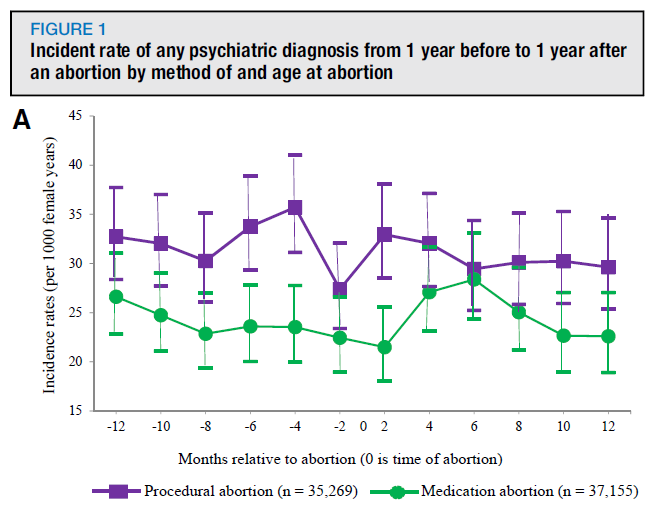 FIGURE 1
Incident rate of any psychiatric diagnosis from 1 year before to 1 year after
an abortion by method of and age at abortion
A
Incidence rates (per 1000 female years)
45
40
35
30
25
20
15
-12 -10 -8 -6 -4 -2 0 2 4 6 8 10 12
Months relative to abortion (0 is time of abortion)
Procedural abortion (n = 35,269) Medication abortion (n = 37,155)